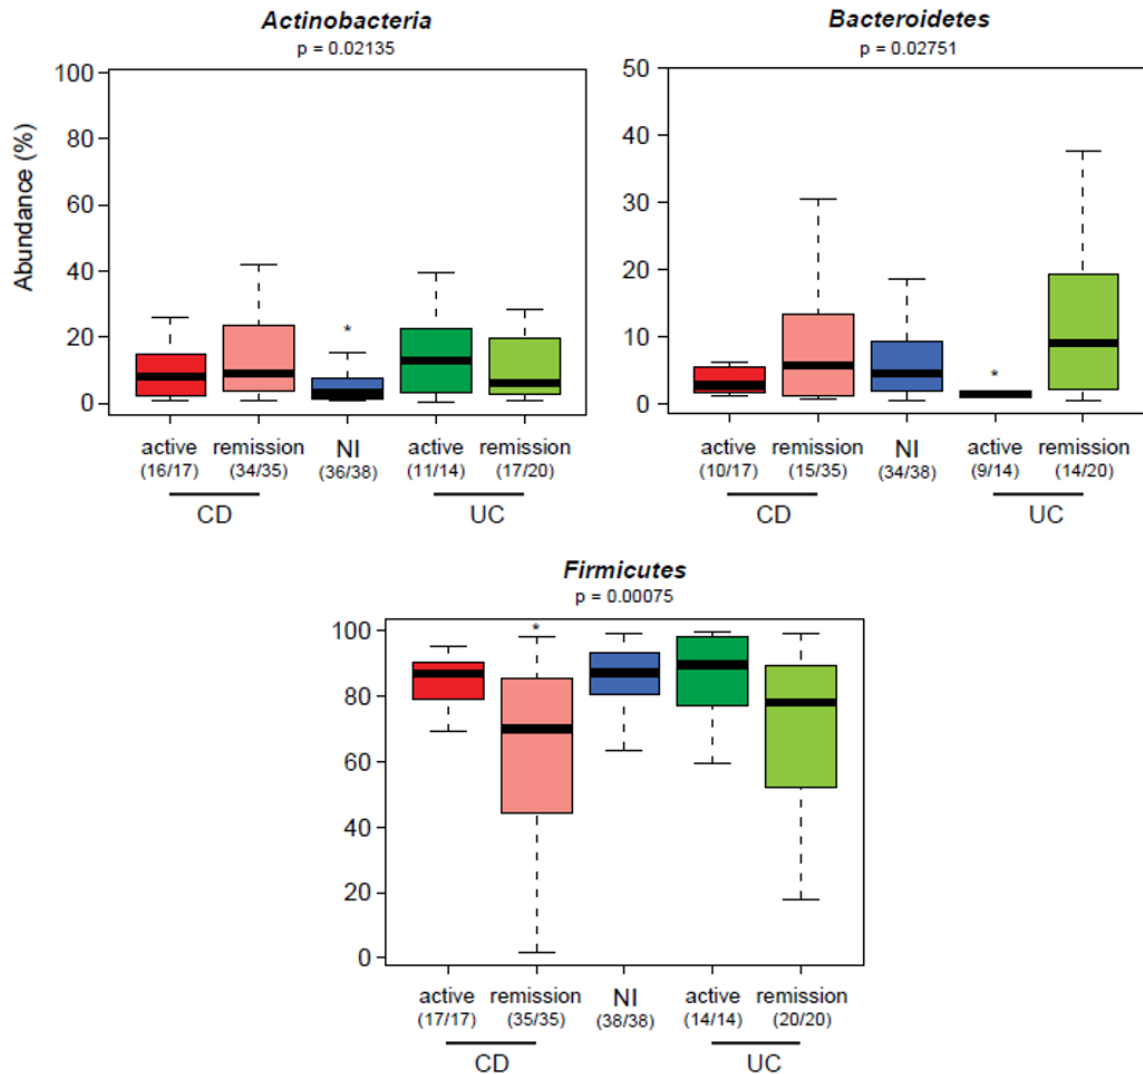 Actinobacteria
p = 0.02135
Abundance (%)
100
80
60
40
20
0
*
active remission NI active remission
(16/17) (34/35) (36/38) (11/14) (17/20)
CD UC
Bacteroidetes
p = 0.02751
50
40
30
20
10
0
*
active remission NI active remission
(10/17) (15/35) (34/38) (9/14) (14/20)
CD UC
Firmicutes
p = 0.00075
100
80
60
40
20
0
*
active remission NI active remission
(17/17) (35/35) (38/38) (14/14) (20/20)
CD UC